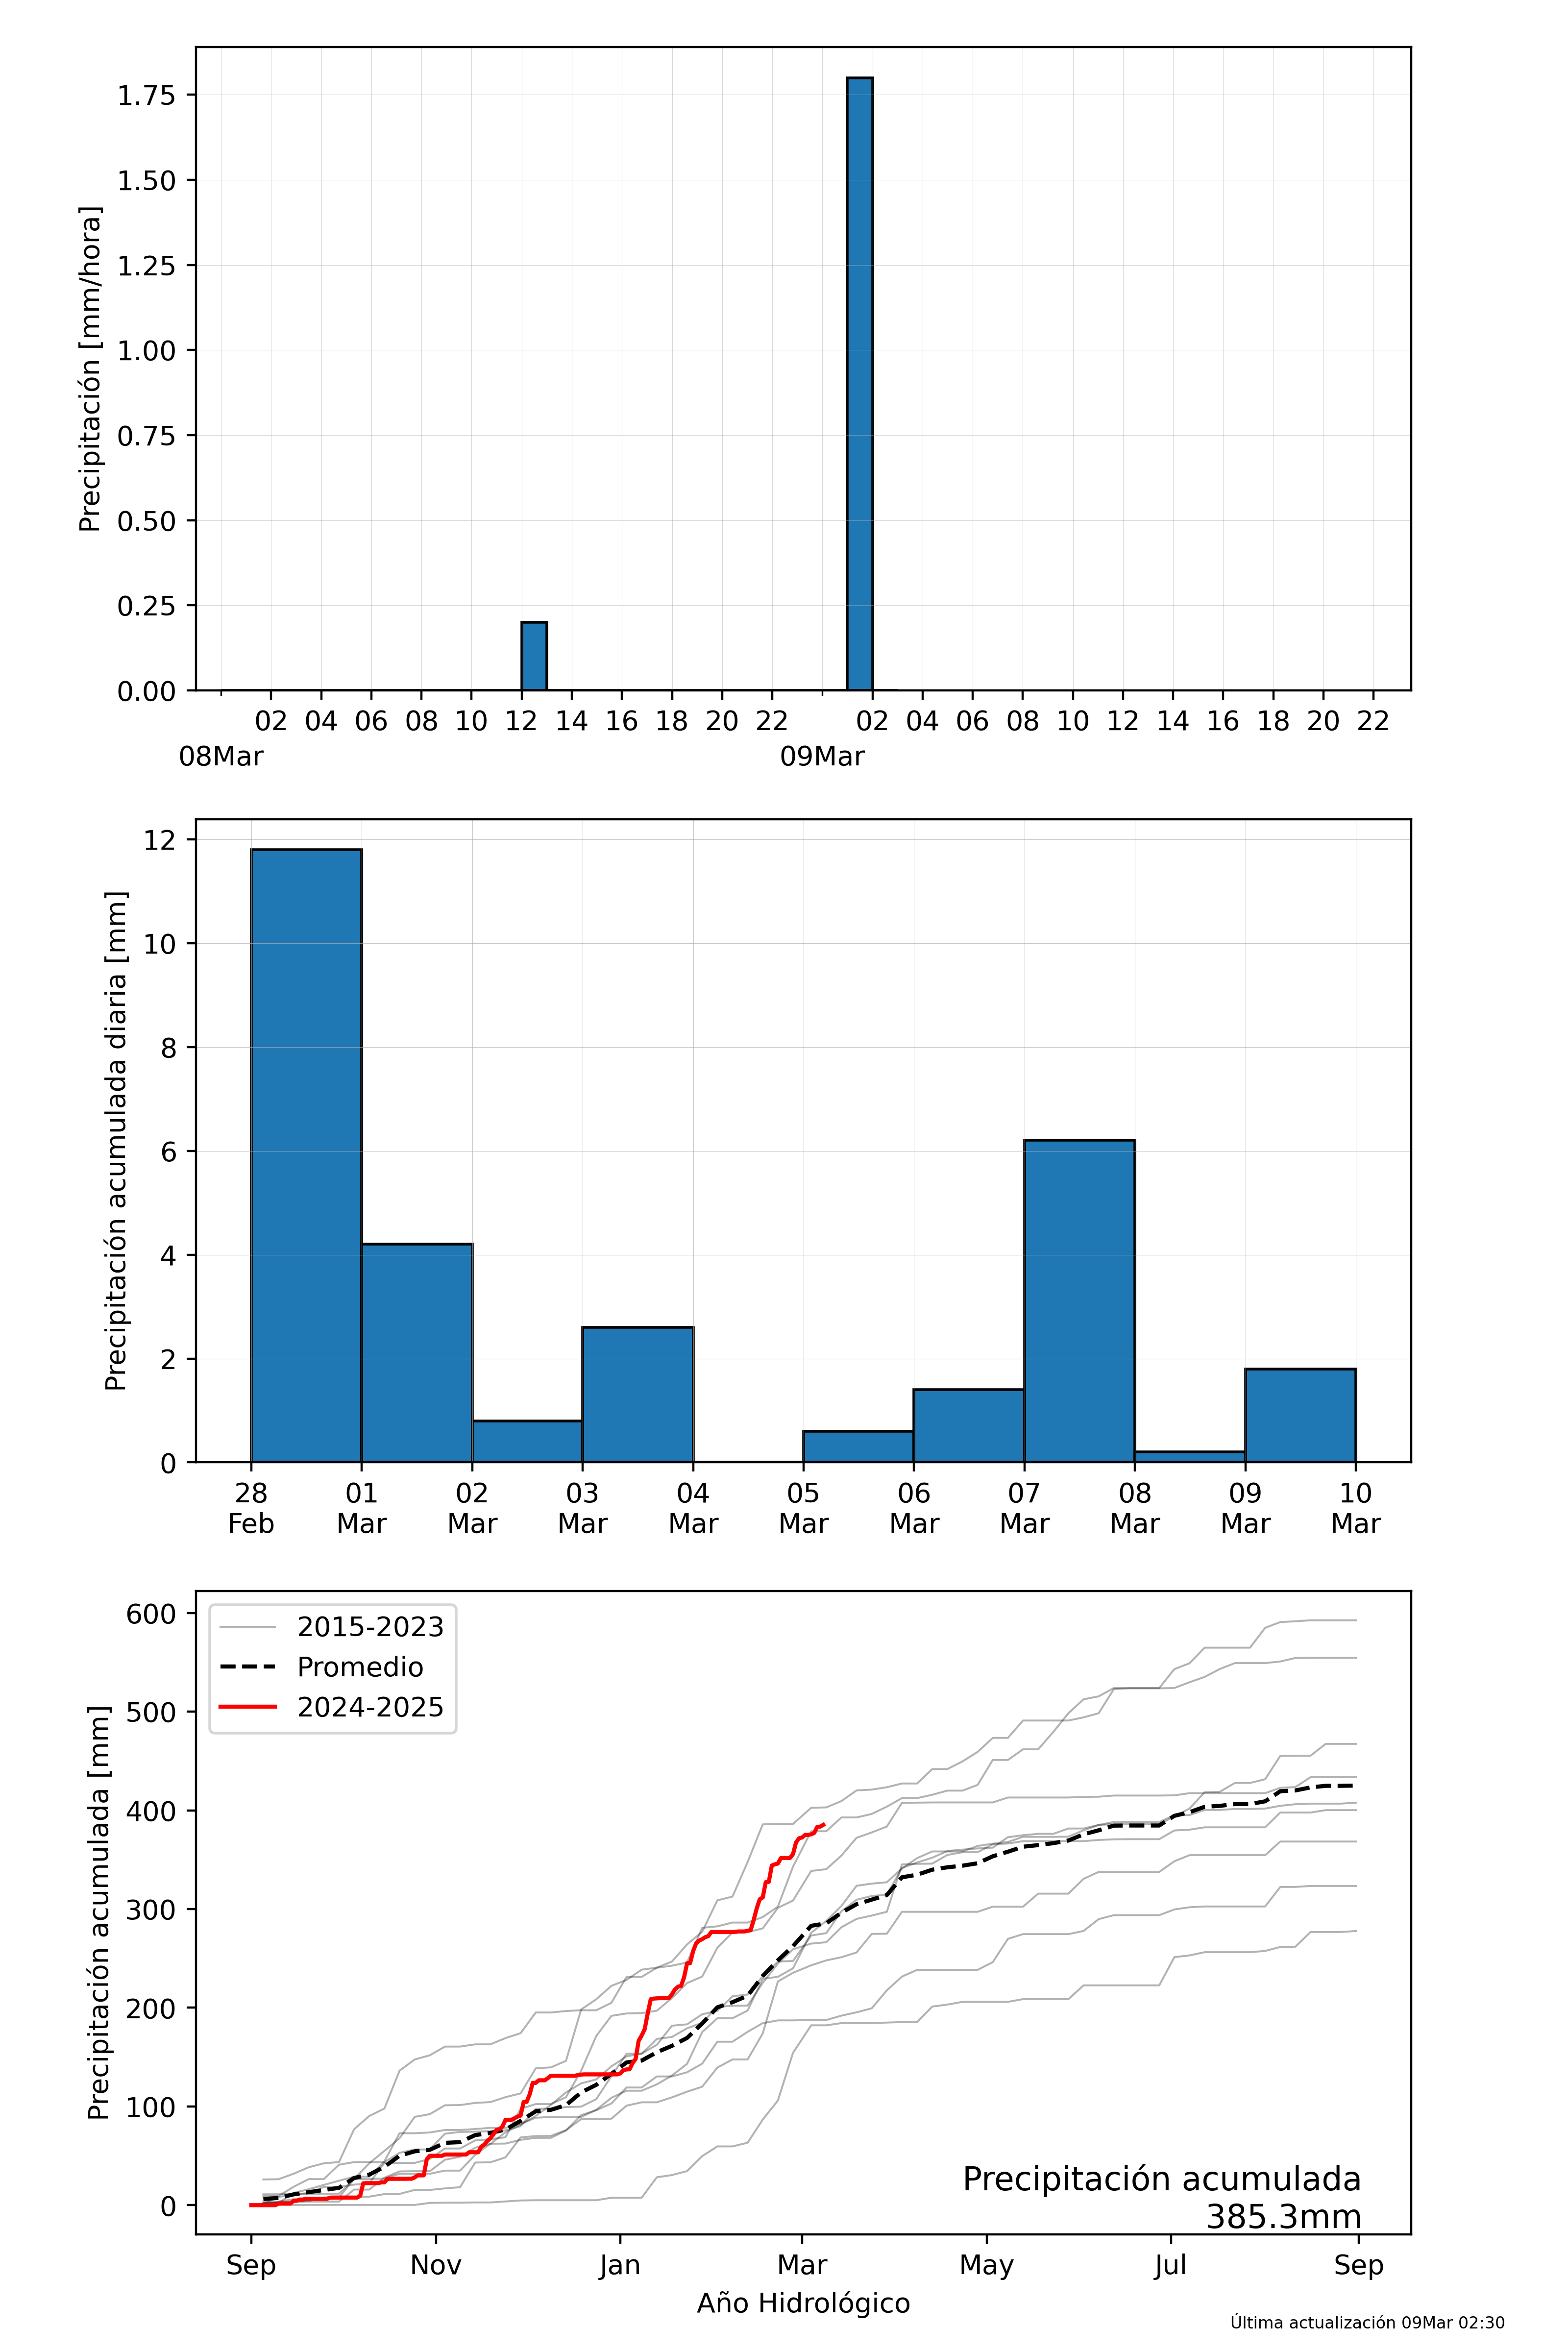 Precipitación [mm/hora]
1.75
1.50
1.25
1.00
0.75
0.50
0.25
0.00
02 04 06 08 10 12 14 16 18 20 22 02 04 06 08 10 12 14 16 18 20 22
08Mar 09Mar
Precipitación acumulada diaria [mm]
12
10
8
6
4
2
0
28 01 02 03 04 05 06 07 08 09 10
Feb Mar Mar Mar Mar Mar Mar Mar Mar Mar Mar
Precipitación acumulada [mm]
600
500
400
300
200
100
0
2015-2023
Promedio
2024-2025
Precipitación acumulada
385.3mm
Sep Nov Jan Mar May Jul Sep
Año Hidrológico
Última actualización 09Mar 02:30